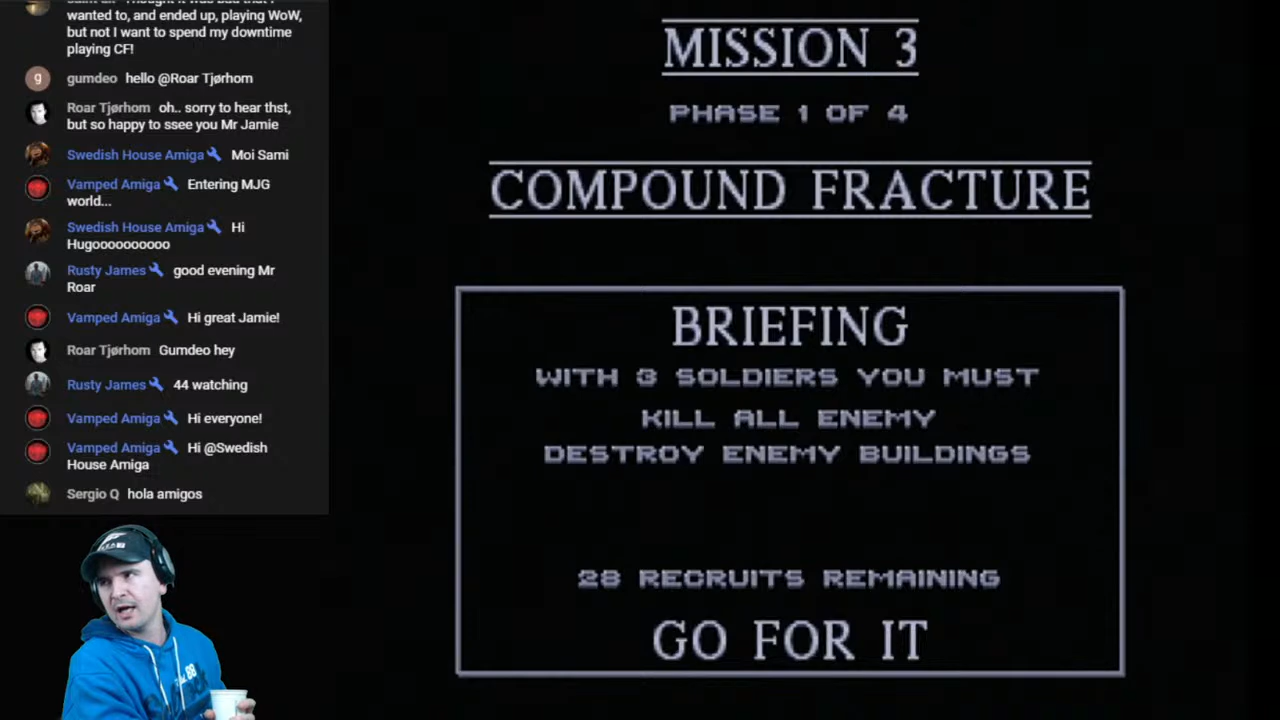 wanted to, and ended up, playing WoW,
but not I want to spend my downtime
playing CF!
g gumdeo hello @Roar Tjørhom
Roar Tjørhom oh.. sorry to hear thst,
but so happy to ssee you Mr Jamie
Swedish House Amiga Moi Sami
Vamped Amiga Entering MJG
world...
Swedish House Amiga Hi
Hugoooooooooo
Rusty James good evening Mr
Roar
Vamped Amiga Hi great Jamie!
Roar Tjørhom Gumdeo hey
Rusty James 44 watching
Vamped Amiga Hi everyone!
Vamped Amiga Hi @Swedish
House Amiga
Sergio Q hola amigos
MISSION 3
PHASE 1 OF 4
COMPOUND FRACTURE
BRIEFING
WITH 3 SOLDIERS YOU MUST
KILL ALL ENEMY
DESTROY ENEMY BUILDINGS
28 RECRUITS REMAINING
GO FOR IT